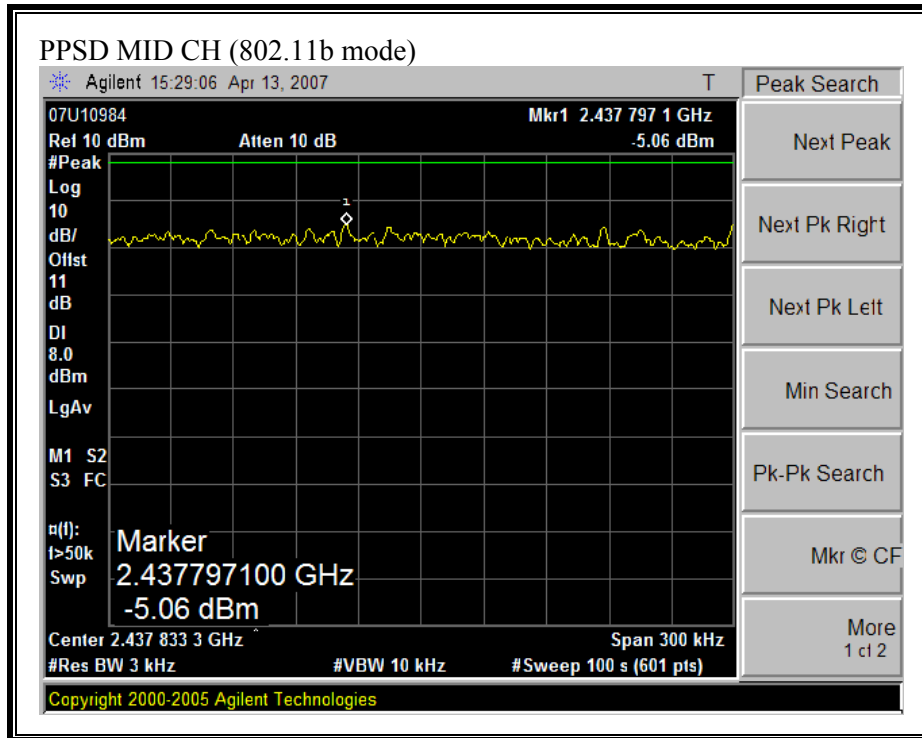 PPSD MID CH (802.11b mode)
Agilent 15:29:06 Apr 13, 2007 T
Peak Search
07U10984 Mkr1 2.437 797 1 GHz
Ref 10 dBm Atten 10 dB -5.06 dBm
#Peak
Log
10
dB/
Offst
11
dB
DI
8.0
dBm
LgAv
M1 S2
S3 FC
¤(f):
f>50k
Swp
1
Marker
2.437797100 GHz
-5.06 dBm
Center 2.437 833 3 GHz ^ Span 300 kHz
#Res BW 3 kHz #VBW 10 kHz #Sweep 100 s (601 pts)
Copyright 2000-2005 Agilent Technologies
Next Peak
Next Pk Right
Next Pk Left
Min Search
Pk-Pk Search
Mkr © CF
More
1 of 2